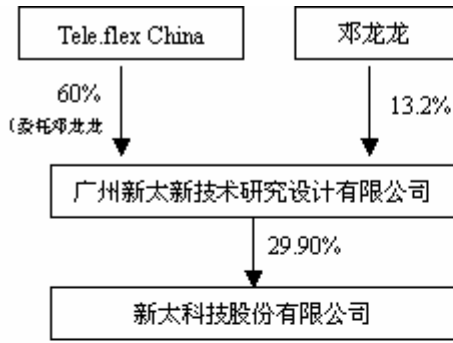 Tele.flex China
邓龙龙
60%
(委托邓龙龙
13.2%
广州新太新技术研究设计有限公司
29.90%
新太科技股份有限公司